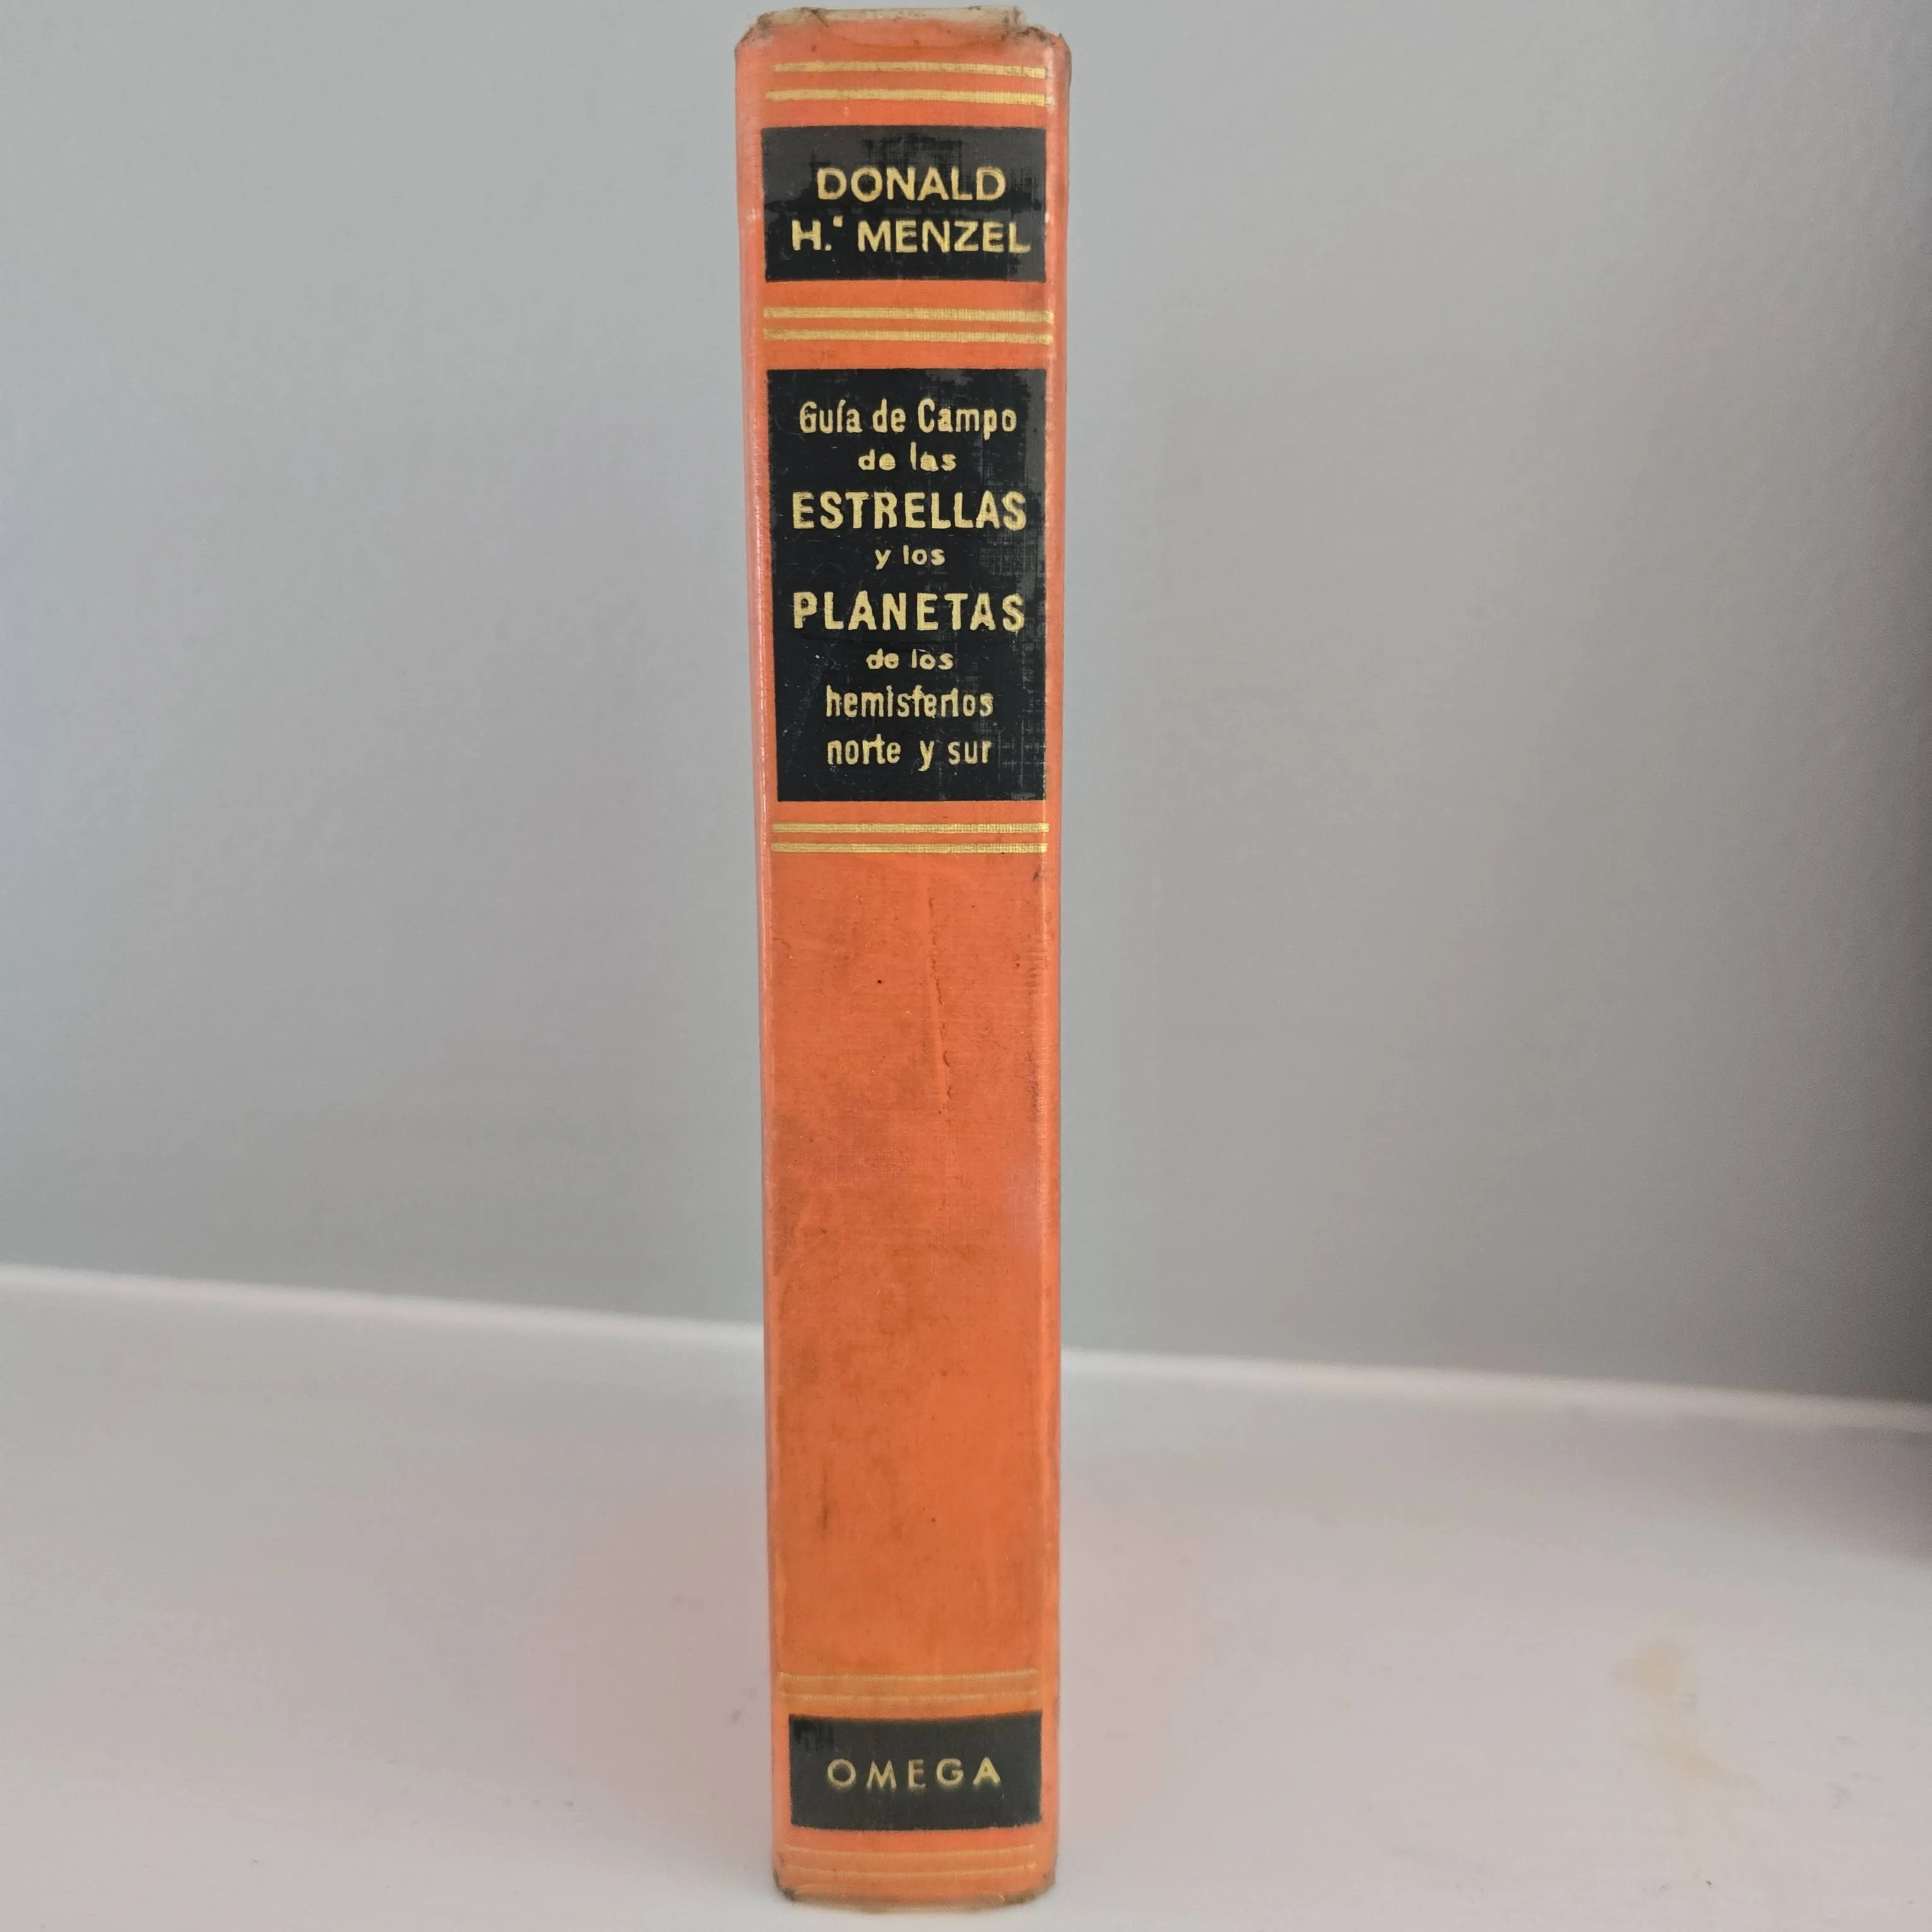 DONALD
H. MENZEL
Guía de Campo
de las
ESTRELLAS
y los
PLANETAS
de los
hemisferios
norte y sur
OMEGA